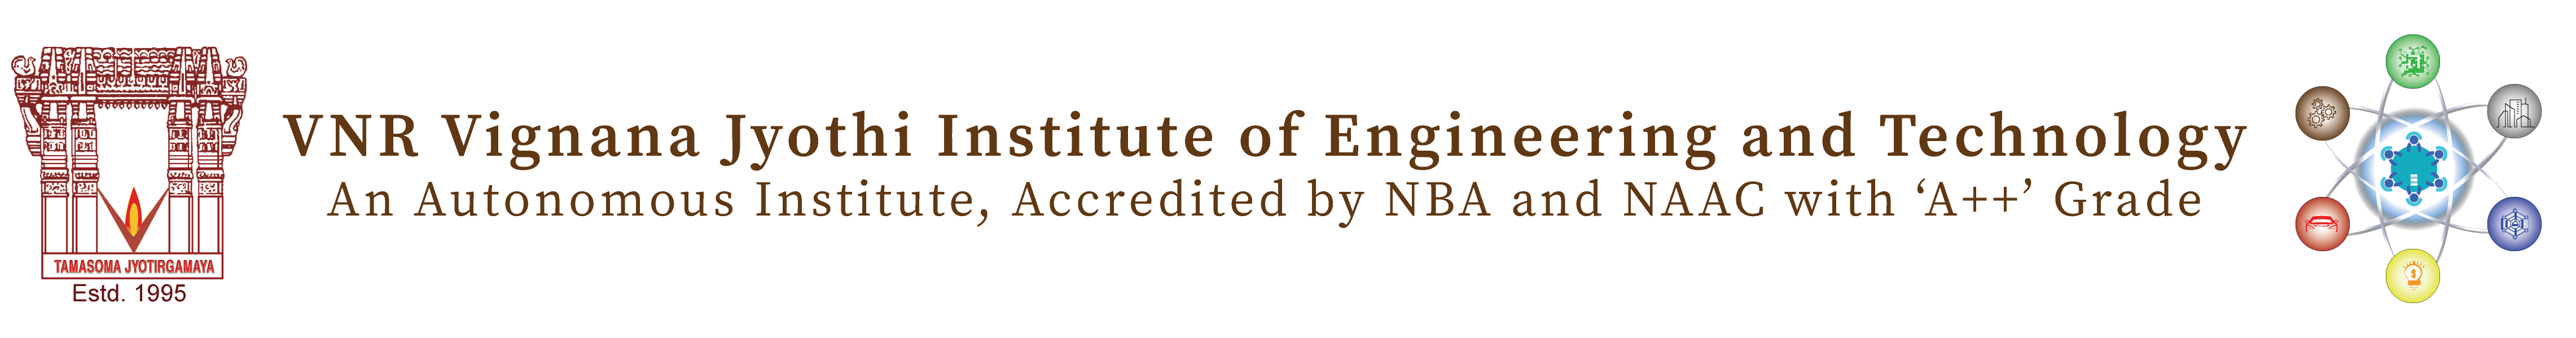 VNR Vignana Jyothi Institute of Engineering and Technology
An Autonomous Institute, Accredited by NBA and NAAC with ‘A++’ Grade
TAMASOMA JYOTIRGAMAYA
Estd. 1995